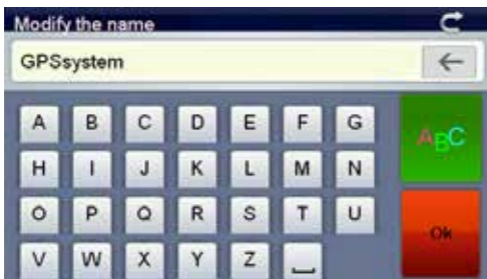 Modify the name
GPSsystem
A B C D E F G
ABC
H I J K L M N
O P Q R S T U
Ok
V W X Y Z